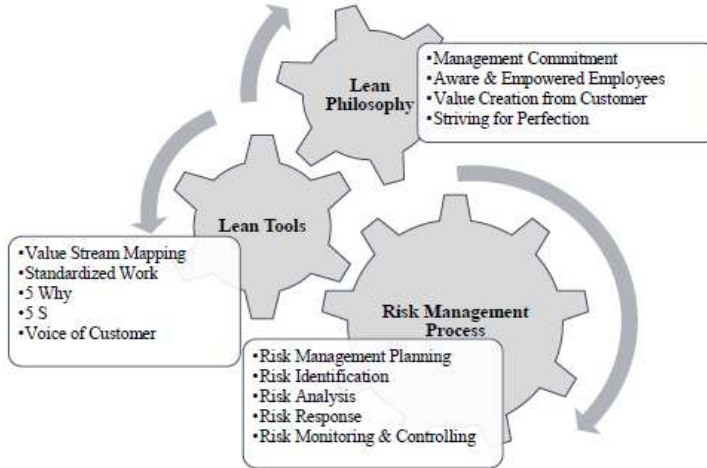 Lean
Philosophy
•Management Commitment
•Aware & Empowered Employees
•Value Creation from Customer
•Striving for Perfection
Lean Tools
•Value Stream Mapping
•Standardized Work
•5 Why
•5 S
•Voice of Customer
Risk Management
Process
•Risk Management Planning
•Risk Identification
•Risk Analysis
•Risk Response
•Risk Monitoring & Controlling